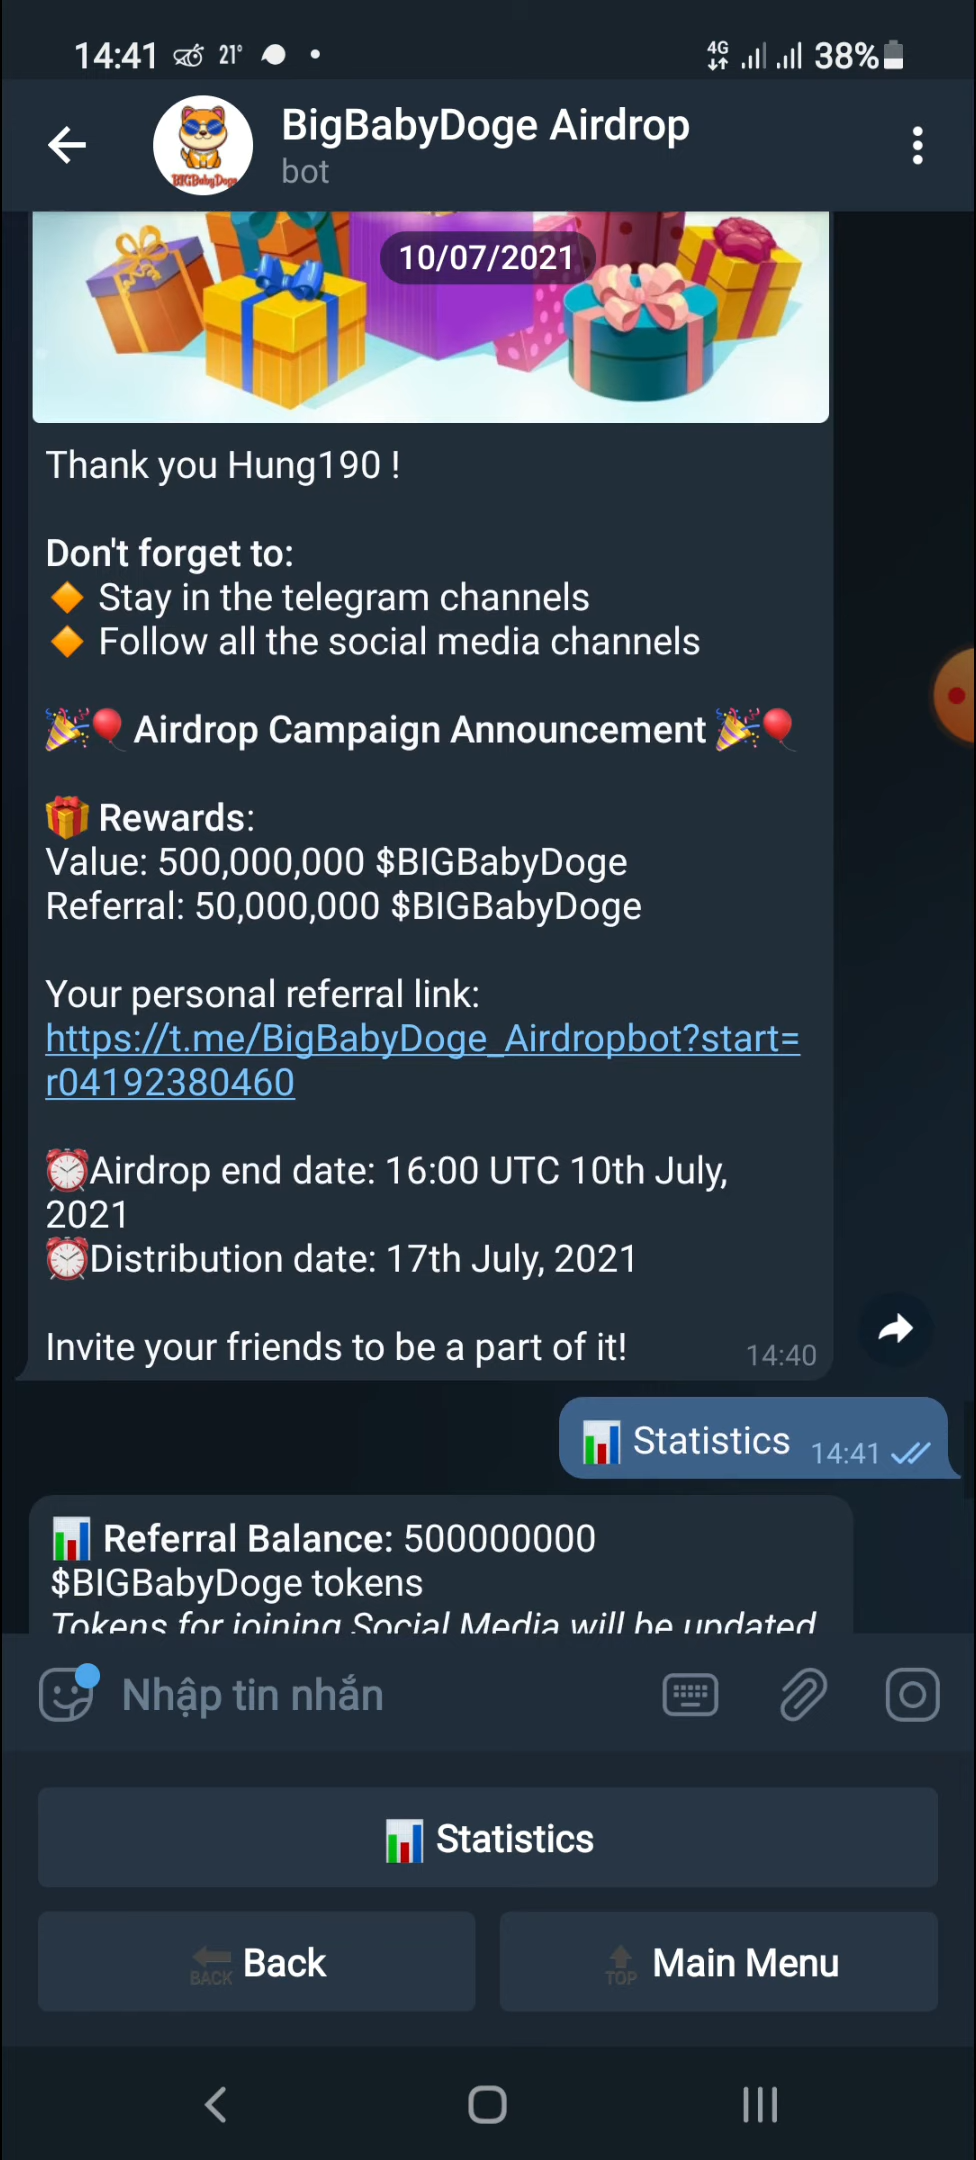 14:41 21° 4G 38%
BigBabyDoge Airdrop
bot
BIGBabyDoge
10/07/2021
Thank you Hung190 !
Don't forget to:
🔸 Stay in the telegram channels
🔸 Follow all the social media channels
🎉🎈 Airdrop Campaign Announcement 🎉🎈
🎁 Rewards:
Value: 500,000,000 $BIGBabyDoge
Referral: 50,000,000 $BIGBabyDoge
Your personal referral link:
https://t.me/BigBabyDoge_Airdropbot?start=
r04192380460
⏰Airdrop end date: 16:00 UTC 10th July,
2021
⏰Distribution date: 17th July, 2021
Invite your friends to be a part of it!
14:40
📊 Statistics 14:41
📊 Referral Balance: 500000000
$BIGBabyDoge tokens
Tokens for joining Social Media will be updated
Nhập tin nhắn
📊 Statistics
BACK Back
TOP Main Menu